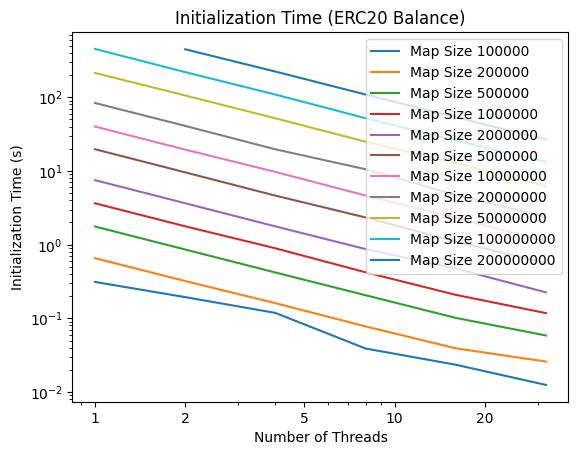 Initialization Time (ERC20 Balance)
Map Size 100000
Map Size 200000
Map Size 500000
Map Size 1000000
Map Size 2000000
Map Size 5000000
Map Size 10000000
Map Size 20000000
Map Size 50000000
Map Size 100000000
Map Size 200000000
Initialization Time (s)
10²
10¹
10⁰
10⁻¹
10⁻²
1
2
5
10
20
Number of Threads